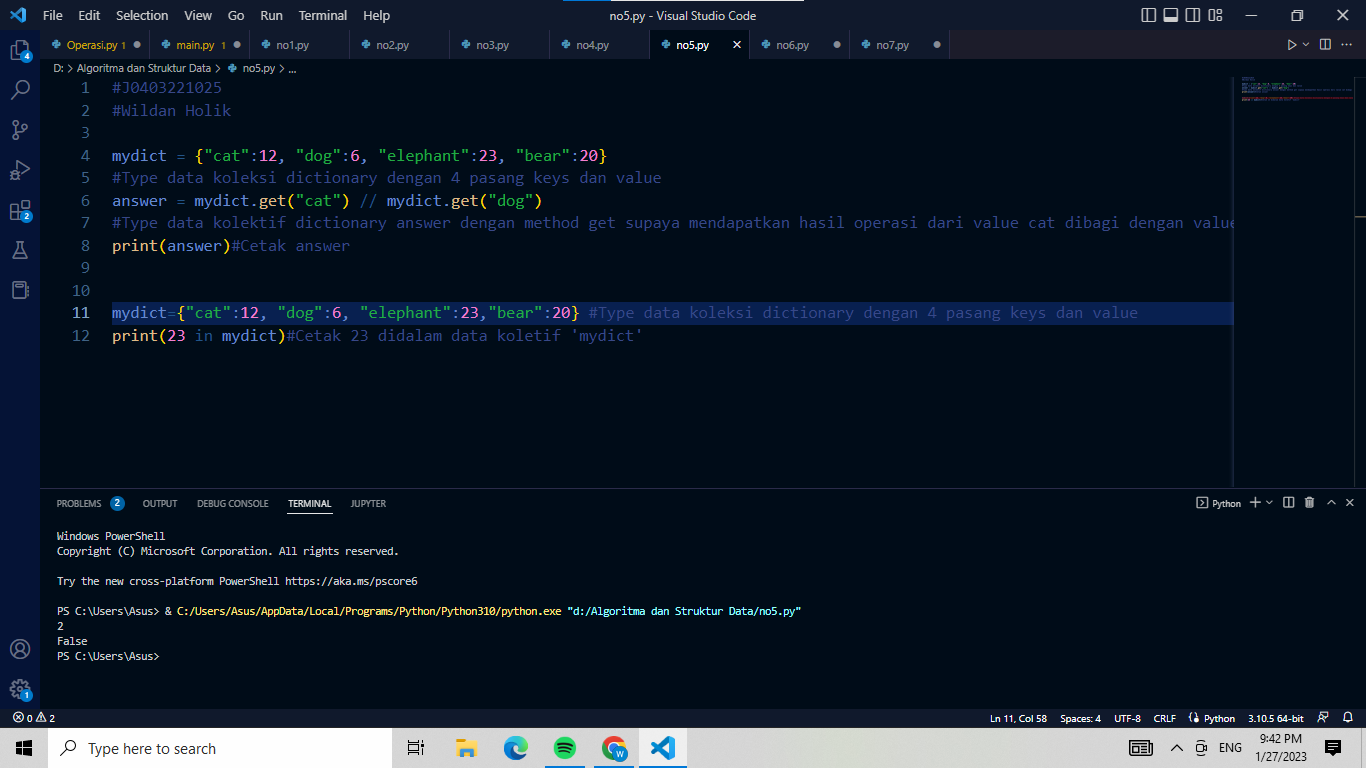 File Edit Selection View Go Run Terminal Help no5.py - Visual Studio Code
Operasi.py 1 main.py 1 no1.py no2.py no3.py no4.py no5.py no6.py no7.py
D: > Algoritma dan Struktur Data > no5.py > ...
1 #J0403221025
2 #Wildan Holik
3
4 mydict = {"cat":12, "dog":6, "elephant":23, "bear":20}
5 #Type data koleksi dictionary dengan 4 pasang keys dan value
6 answer = mydict.get("cat") // mydict.get("dog")
7 #Type data kolektif dictionary answer dengan method get supaya mendapatkan hasil operasi dari value cat dibagi dengan value
8 print(answer)#Cetak answer
9
10
11 mydict={"cat":12, "dog":6, "elephant":23,"bear":20} #Type data koleksi dictionary dengan 4 pasang keys dan value
12 print(23 in mydict)#Cetak 23 didalam data koletif 'mydict'
4
2
1
PROBLEMS 2 OUTPUT DEBUG CONSOLE TERMINAL JUPYTER Python
Windows PowerShell
Copyright (C) Microsoft Corporation. All rights reserved.
Try the new cross-platform PowerShell https://aka.ms/pscore6
PS C:\Users\Asus> & C:/Users/Asus/AppData/Local/Programs/Python/Python310/python.exe "d:/Algoritma dan Struktur Data/no5.py"
2
False
PS C:\Users\Asus>
0 2 Ln 11, Col 58 Spaces: 4 UTF-8 CRLF Python 3.10.5 64-bit
Type here to search W ENG 9:42 PM
1/27/2023